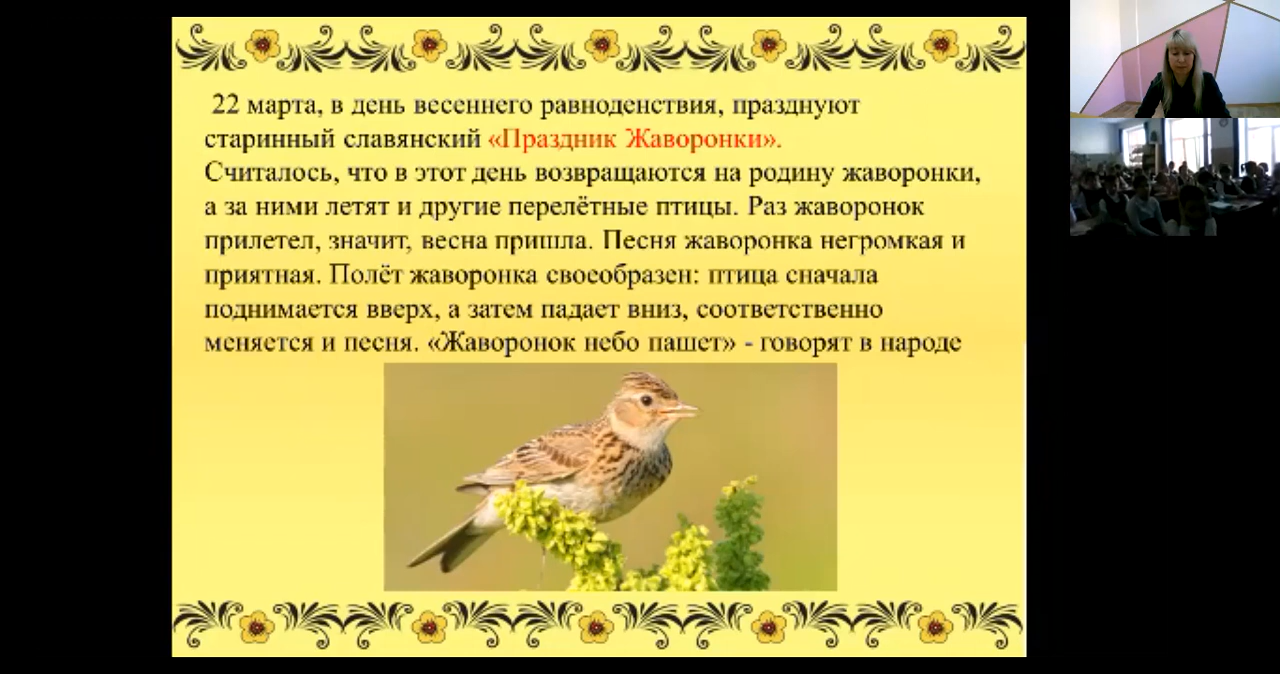 22 марта, в день весеннего равноденствия, празднуют
старинный славянский «Праздник Жаворонки».
Считалось, что в этот день возвращаются на родину жаворонки,
а за ними летят и другие перелётные птицы. Раз жаворонок
прилетел, значит, весна пришла. Песня жаворонка негромкая и
приятная. Полёт жаворонка своеобразен: птица сначала
поднимается вверх, а затем падает вниз, соответственно
меняется и песня. «Жаворонок небо пашет» - говорят в народе